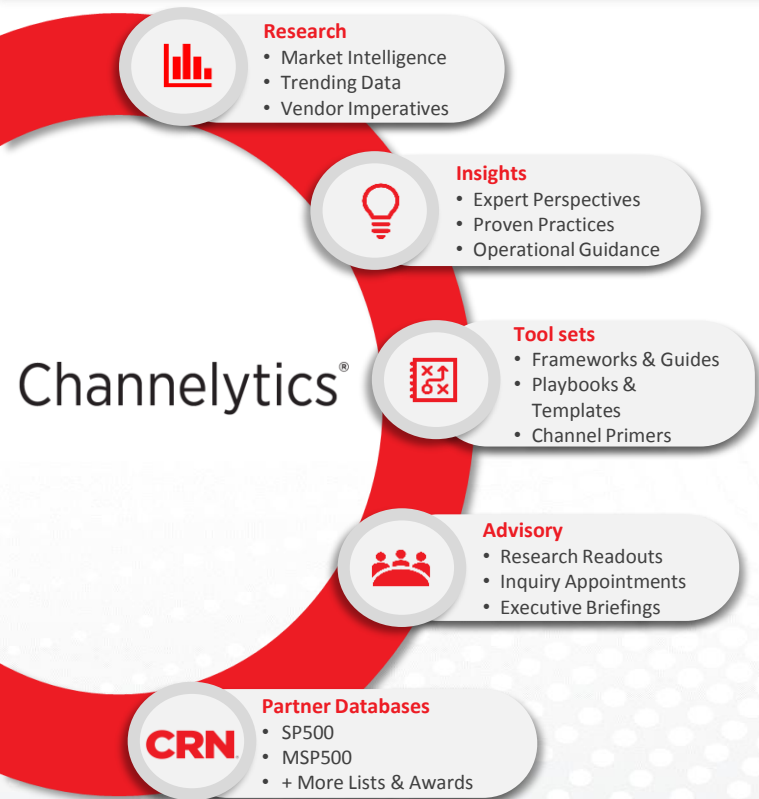 Research
• Market Intelligence
• Trending Data
• Vendor Imperatives
Insights
• Expert Perspectives
• Proven Practices
• Operational Guidance
Channelytics®
Tool sets
• Frameworks & Guides
• Playbooks &
Templates
• Channel Primers
Advisory
• Research Readouts
• Inquiry Appointments
• Executive Briefings
CRN
Partner Databases
• SP500
• MSP500
• + More Lists & Awards